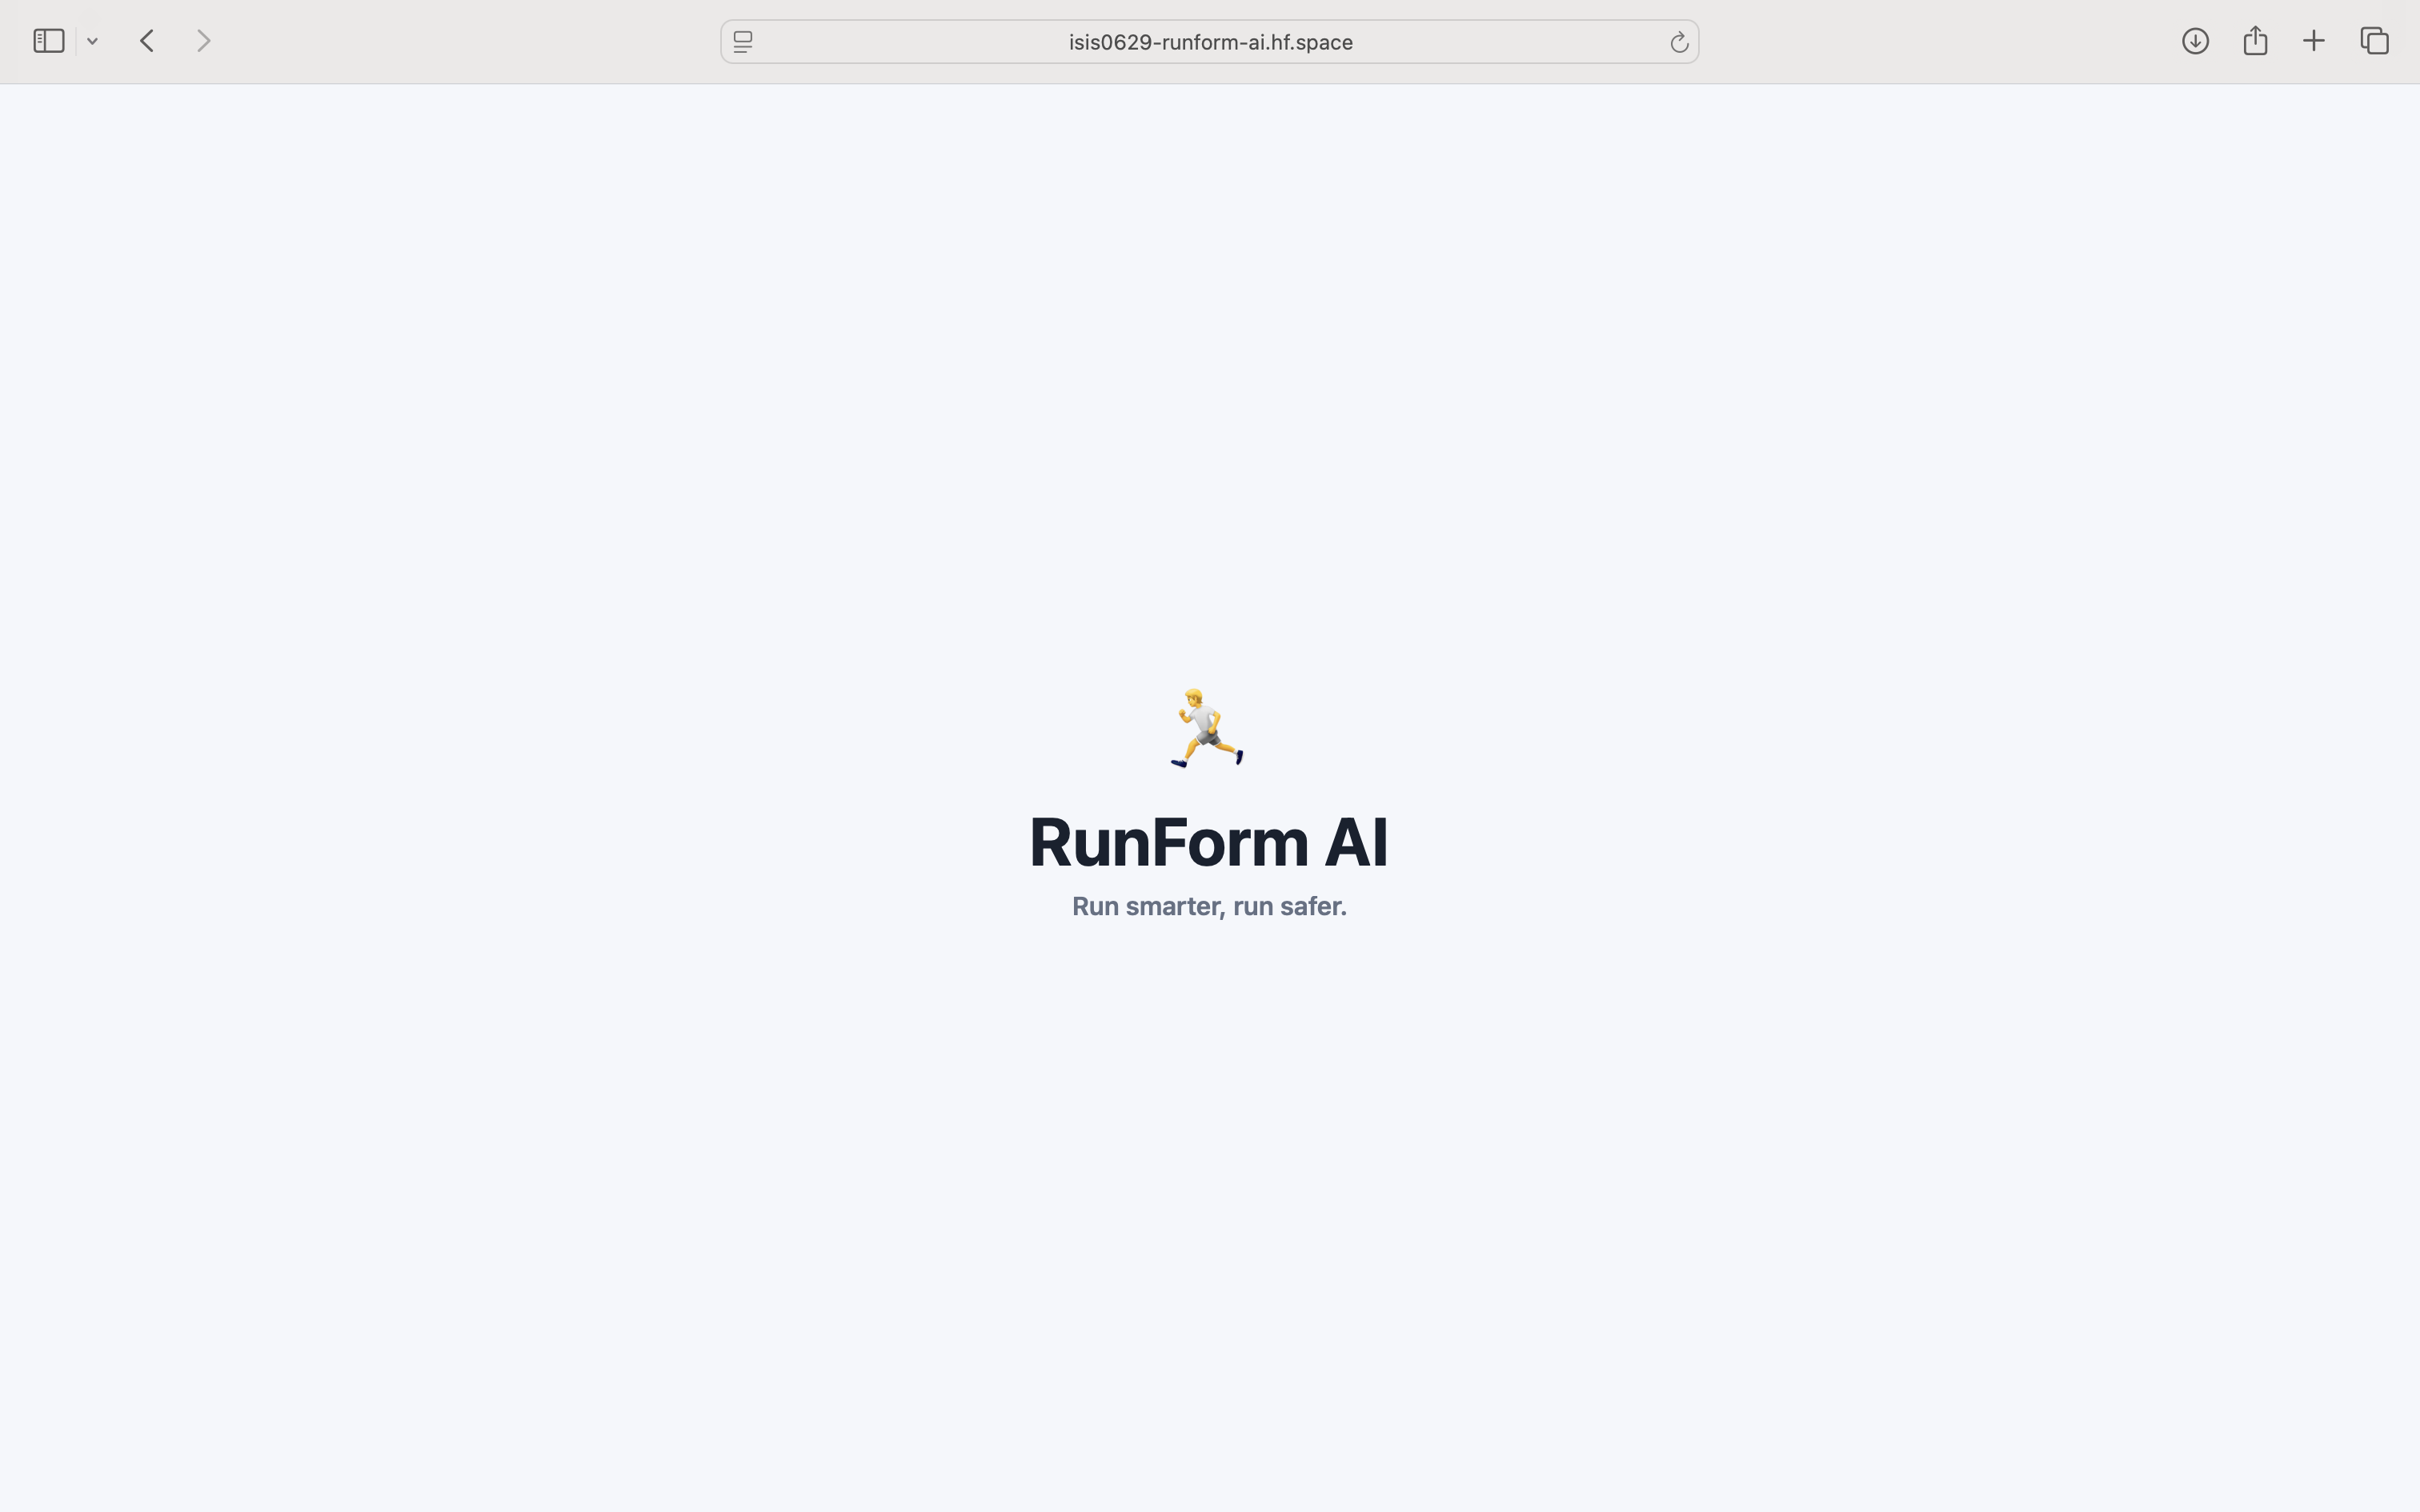 isis0629-runform-ai.hf.space
RunForm AI
Run smarter, run safer.